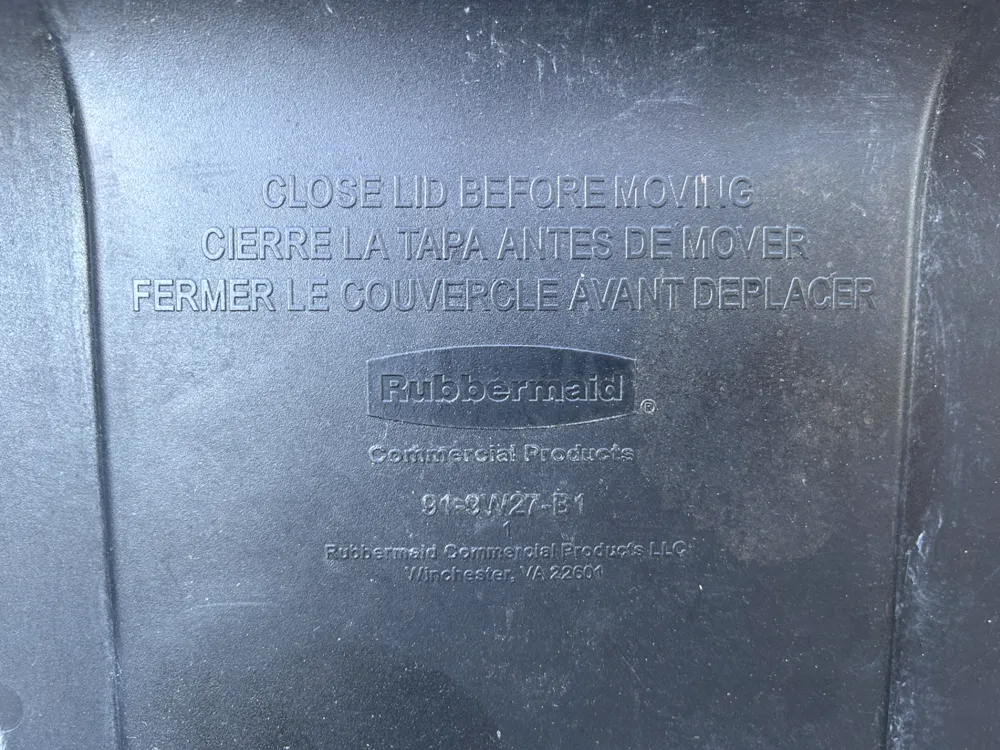 CLOSE LID BEFORE MOVING
CIERRE LA TAPA ANTES DE MOVER
FERMER LE COUVERCLE AVANT DEPLACER
Rubbermaid®
Commercial Products
91-9W27-B1
1
Rubbermaid Commercial Products LLC
Winchester, VA 22601